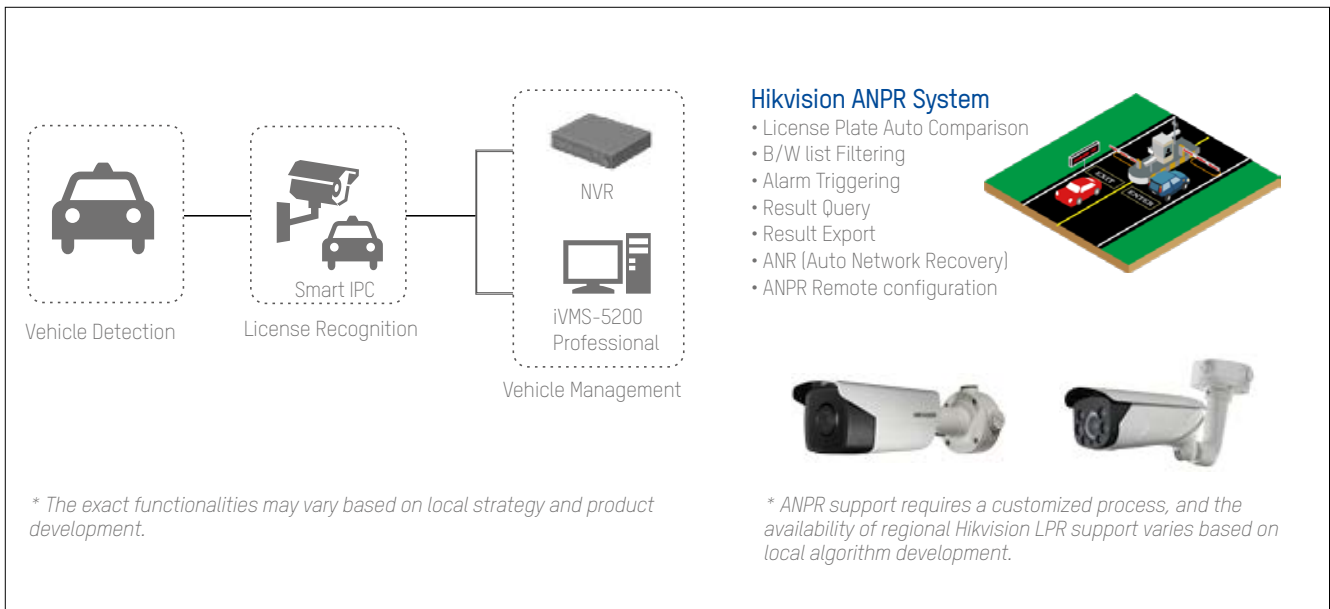 NVR
Smart IPC
iVMS-5200
Professional
Vehicle Detection
License Recognition
Vehicle Management
* The exact functionalities may vary based on local strategy and product
development.
Hikvision ANPR System
• License Plate Auto Comparison
• B/W list Filtering
• Alarm Triggering
• Result Query
• Result Export
• ANR (Auto Network Recovery)
• ANPR Remote configuration
EXIT
ENTER
HIKVISION
* ANPR support requires a customized process, and the
availability of regional Hikvision LPR support varies based on
local algorithm development.